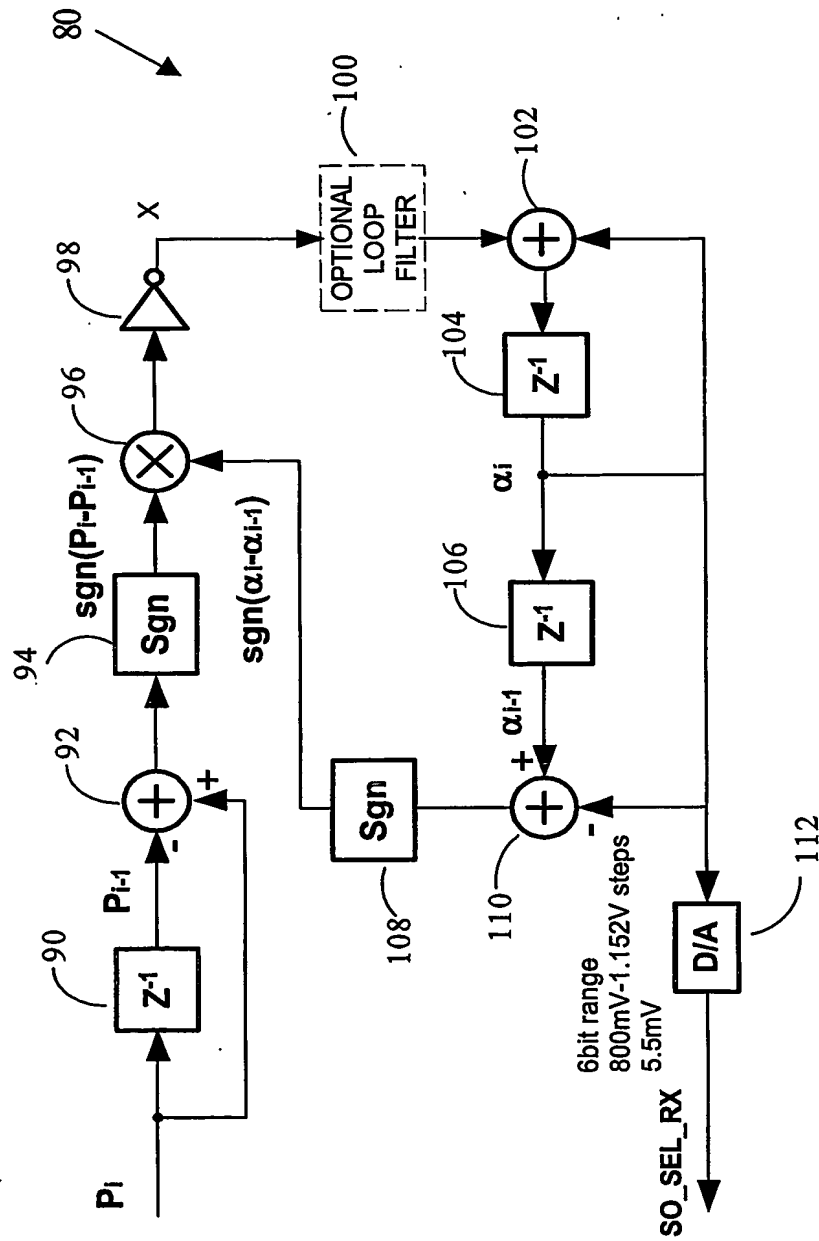 80
Pi
90
Z-1
Pi-1
92
-
+
+
94
Sgn
sgn(Pi-Pi-1)
96
X
98
X
sgn(αi-αi-1)
100
OPTIONAL
LOOP
FILTER
102
+
104
Z-1
αi
106
Z-1
αi-1
+
+
-
110
Sgn
108
6bit range
800mV-1.152V steps
5.5mV
112
D/A
SO_SEL_RX